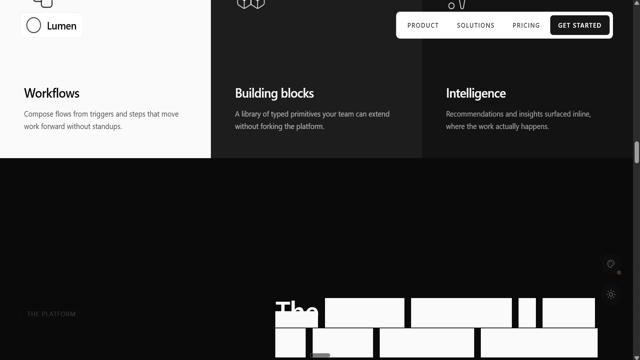 Lumen
PRODUCT SOLUTIONS PRICING GET STARTED
Workflows
Compose flows from triggers and steps that move
work forward without standups.
Building blocks
A library of typed primitives your team can extend
without forking the platform.
Intelligence
Recommendations and insights surfaced inline,
where the work actually happens.
THE PLATFORM
The